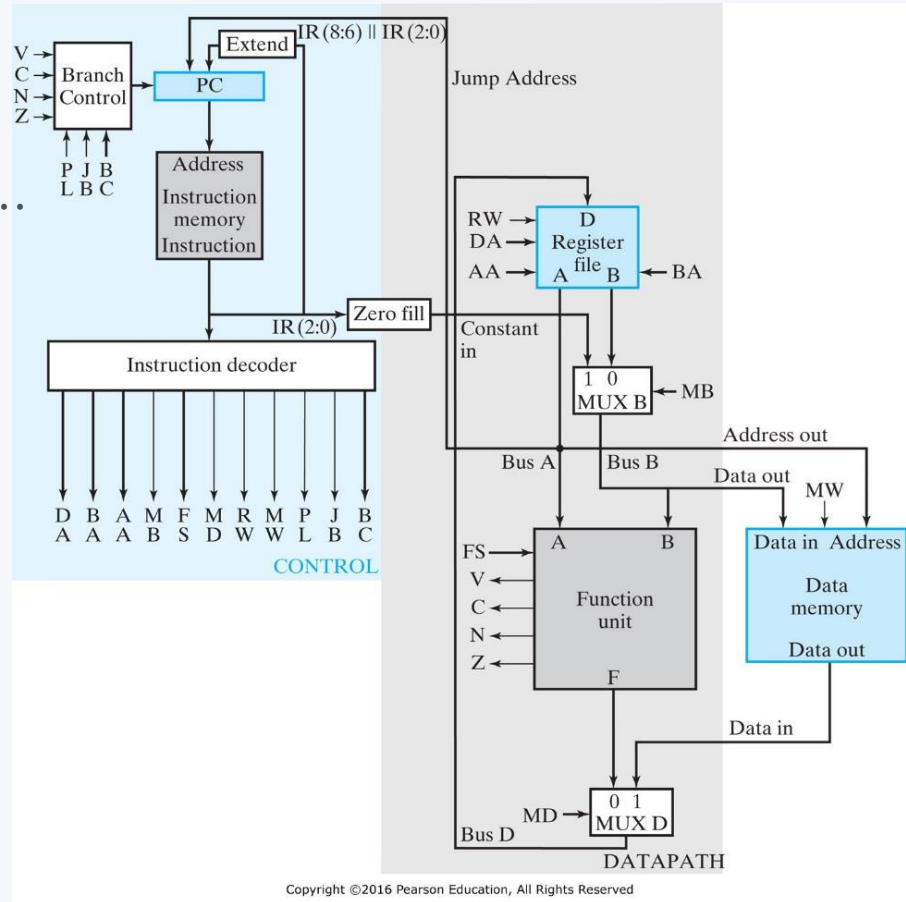 IR(8:6) || IR(2:0)
Extend
V
C
N
Z
Branch
Control
PC
Jump Address
P
L
J
B
B
C
Address
Instruction
memory
Instruction
..
RW
DA
AA
D
Register
file
A B
BA
IR(2:0)
Zero fill
Constant
in
Instruction decoder
1 0
MUX B
MB
Address out
Bus A
Bus B
Data out
MW
D
A
B
A
A
A
M
B
F
S
M
D
R
W
M
W
P
L
J
B
B
C
CONTROL
FS
V
C
N
Z
A B
Function
unit
F
Data in Address
Data
memory
Data out
Data in
MD
0 1
MUX D
Bus D
DATAPATH
Copyright ©2016 Pearson Education, All Rights Reserved